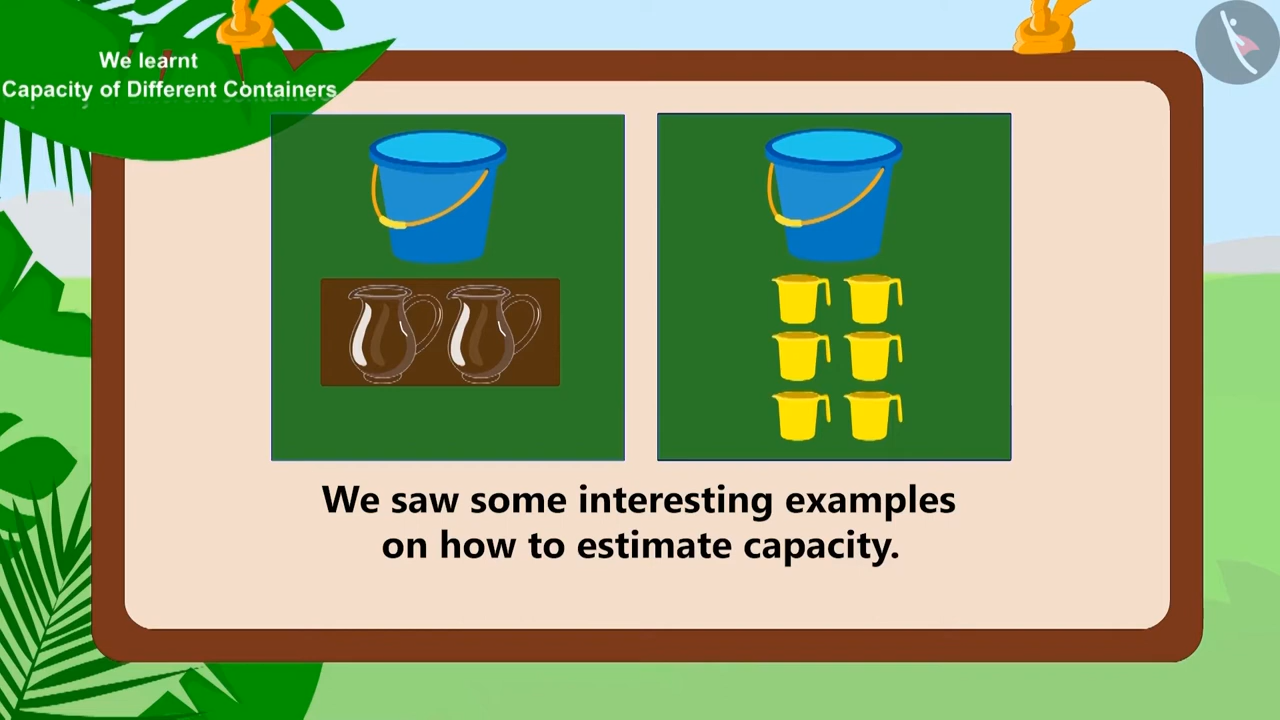 We learnt
Capacity of Different Containers
We saw some interesting examples
on how to estimate capacity.